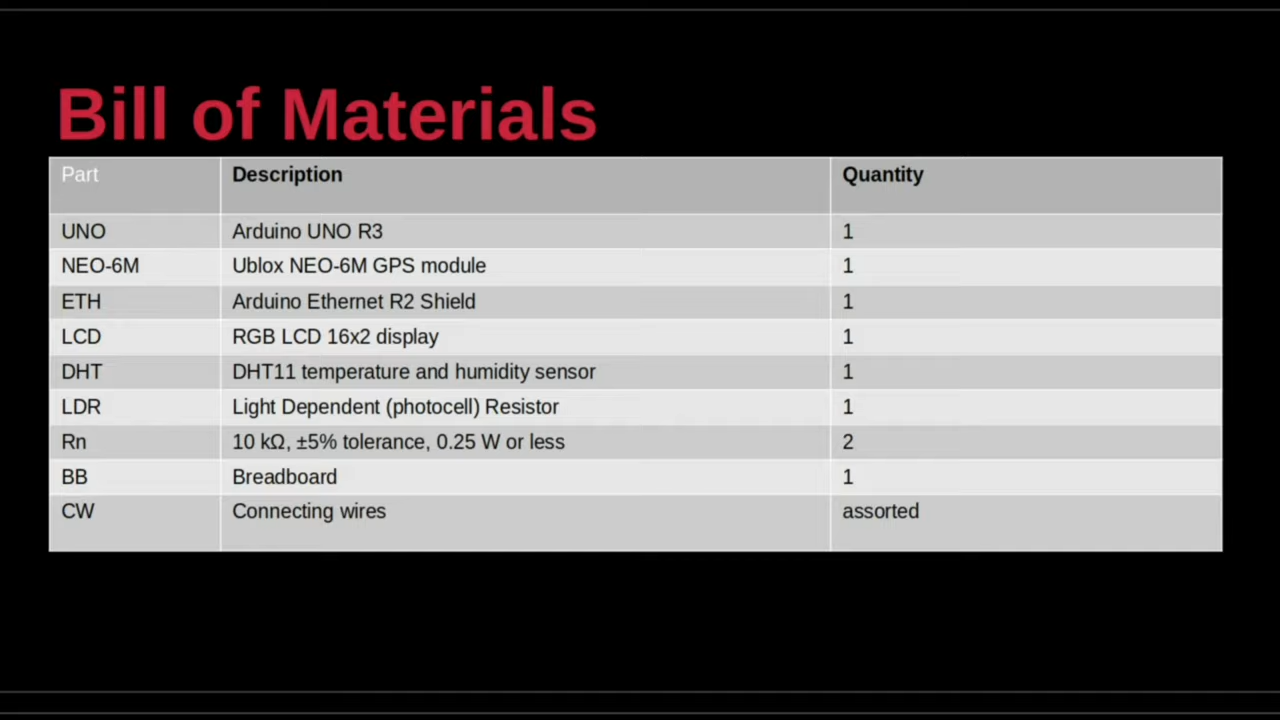 Bill of Materials
Part Description Quantity
UNO Arduino UNO R3 1
NEO-6M Ublox NEO-6M GPS module 1
ETH Arduino Ethernet R2 Shield 1
LCD RGB LCD 16x2 display 1
DHT DHT11 temperature and humidity sensor 1
LDR Light Dependent (photocell) Resistor 1
Rn 10 kΩ, ±5% tolerance, 0.25 W or less 2
BB Breadboard 1
CW Connecting wires assorted